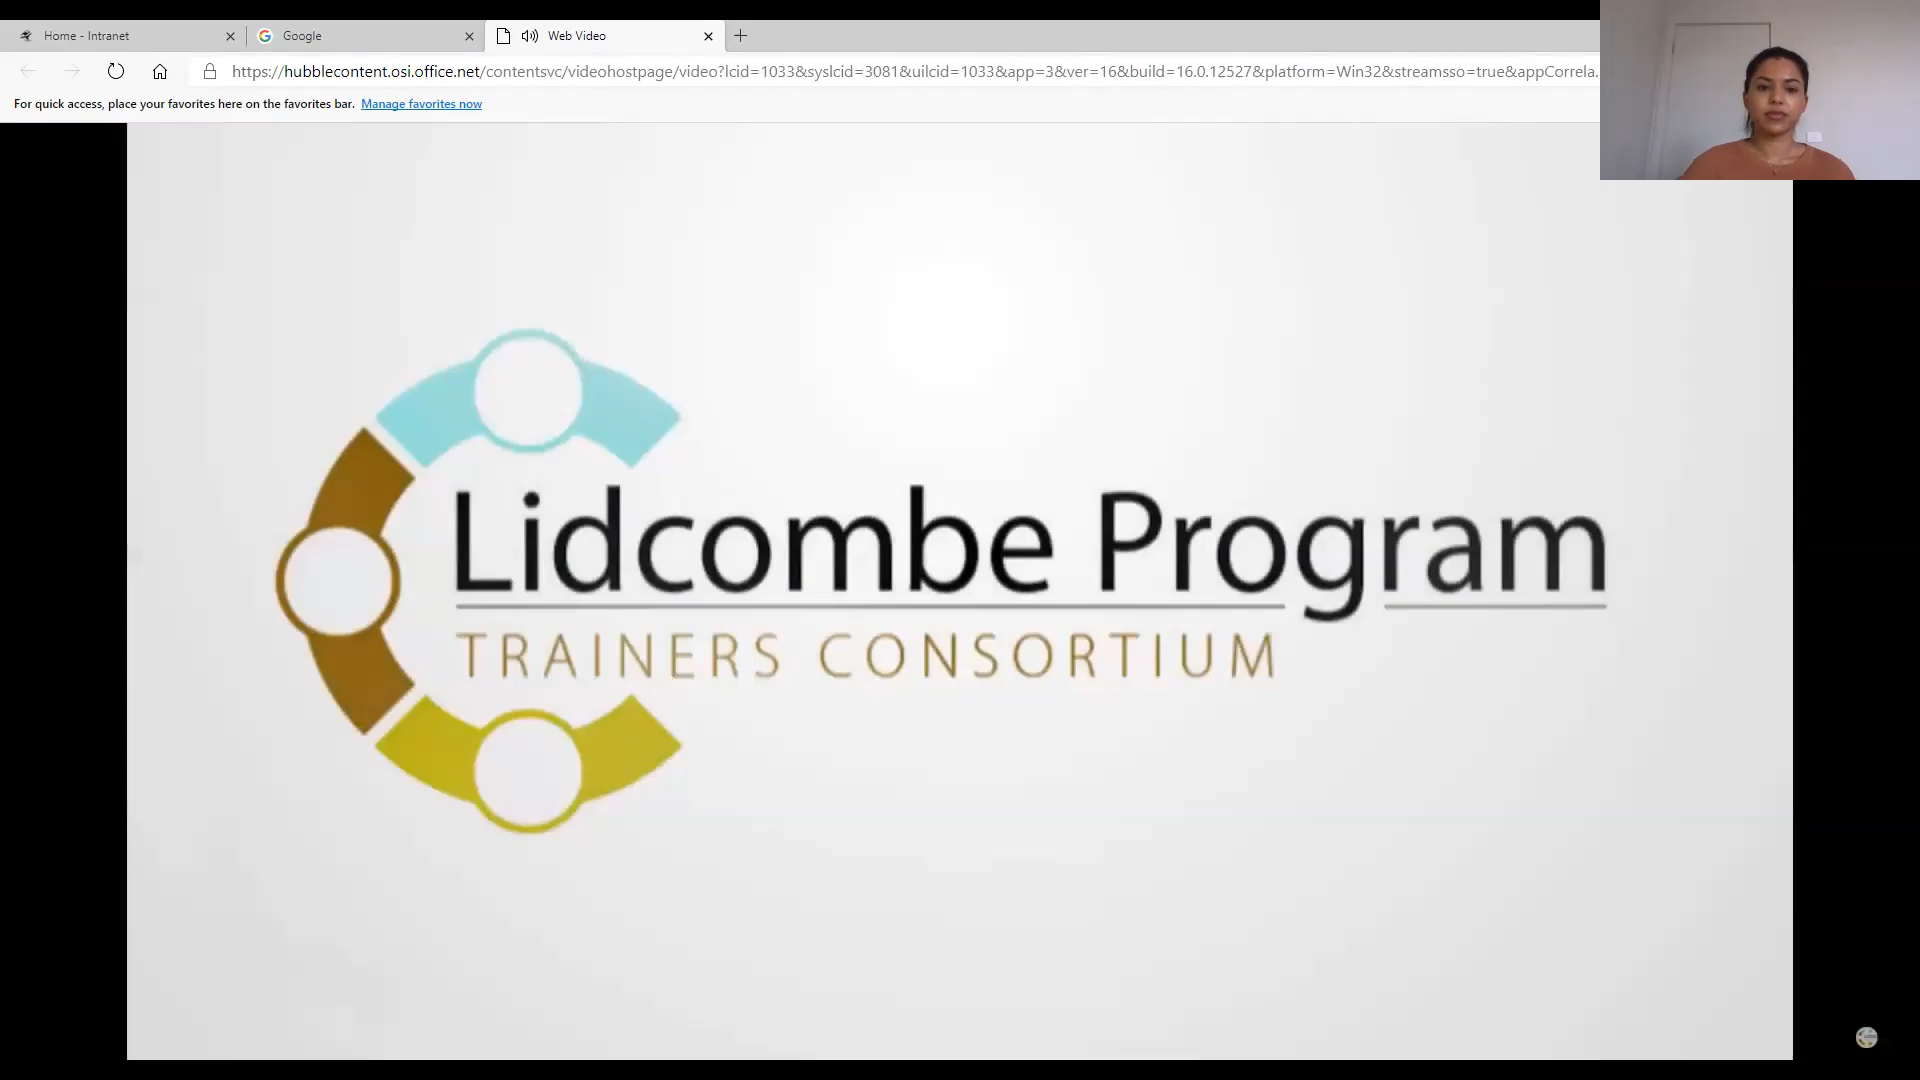 Home - Intranet
Google
Web Video
https://hubblecontent.osi.office.net/contentsvc/videohostpage/video?lcid=1033&syslcid=3081&uilcid=1033&app=3&ver=16&build=16.0.12527&platform=Win32&streamsso=true&appCorrela.
For quick access, place your favorites here on the favorites bar. Manage favorites now
Lidcombe Program
TRAINERS CONSORTIUM